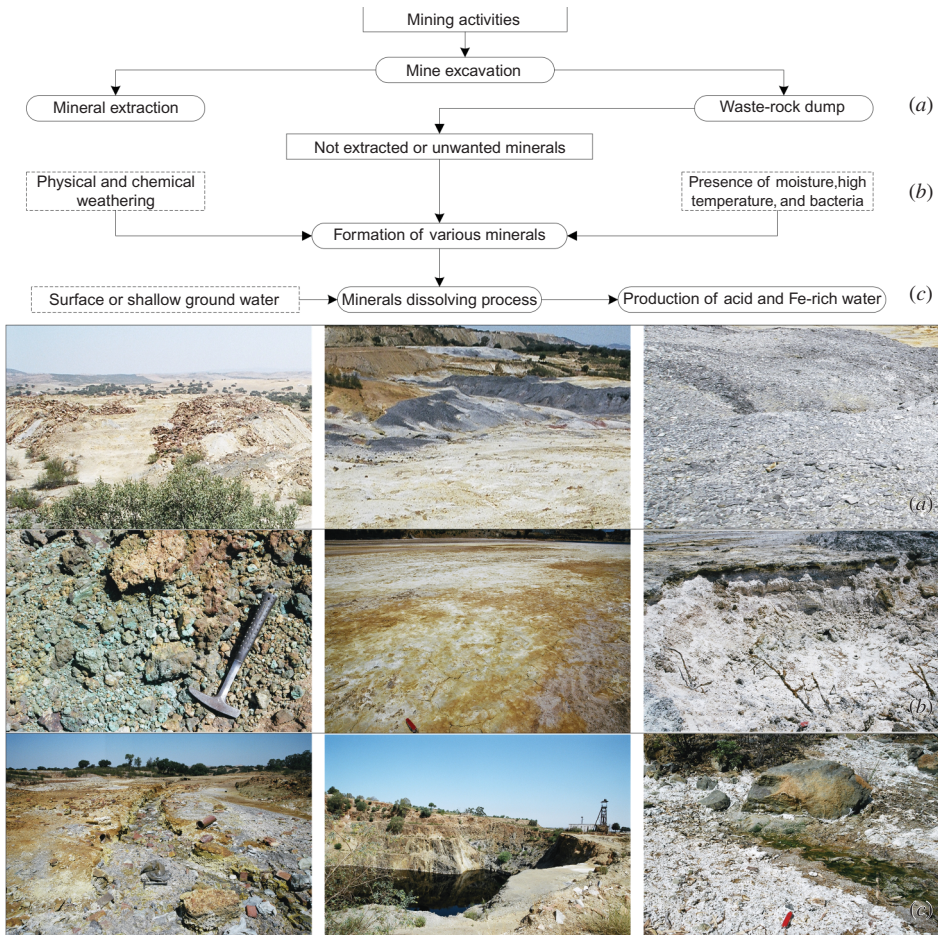 Mining activities
Mine excavation
Mineral extraction
Waste-rock dump
(a)
Not extracted or unwanted minerals
Physical and chemical
weathering
Presence of moisture,high
temperature, and bacteria
(b)
Formation of various minerals
Surface or shallow ground water
Minerals dissolving process
Production of acid and Fe-rich water
(c)
(a)
(b)
(c)